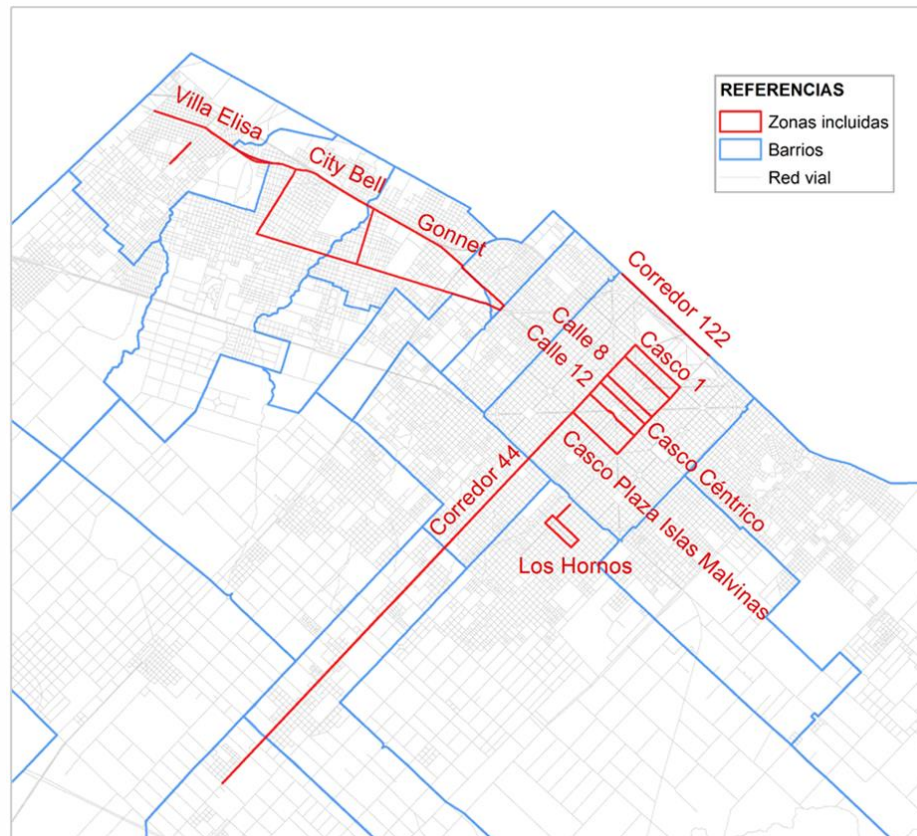 REFERENCIAS
Zonas incluidas
Barrios
Red vial
Villa Elisa
City Bell
Gonnet
Corredor 122
Calle 8
Calle 12
Casco 1
Casco Céntrico
Casco Plaza Islas Malvinas
Corredor 44
Los Hornos